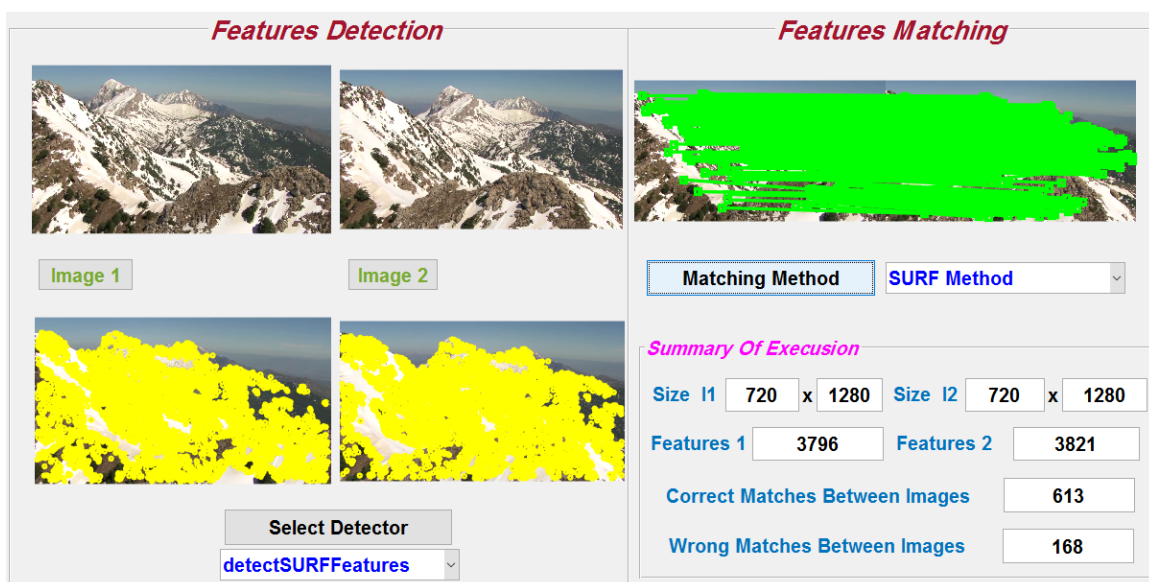 Features Detection
Features Matching
Image 1
Image 2
Matching Method
SURF Method
Summary Of Execusion
Size I1 720 x 1280 Size I2 720 x 1280
Features 1 3796 Features 2 3821
Correct Matches Between Images 613
Wrong Matches Between Images 168
Select Detector
detectSURFFeatures